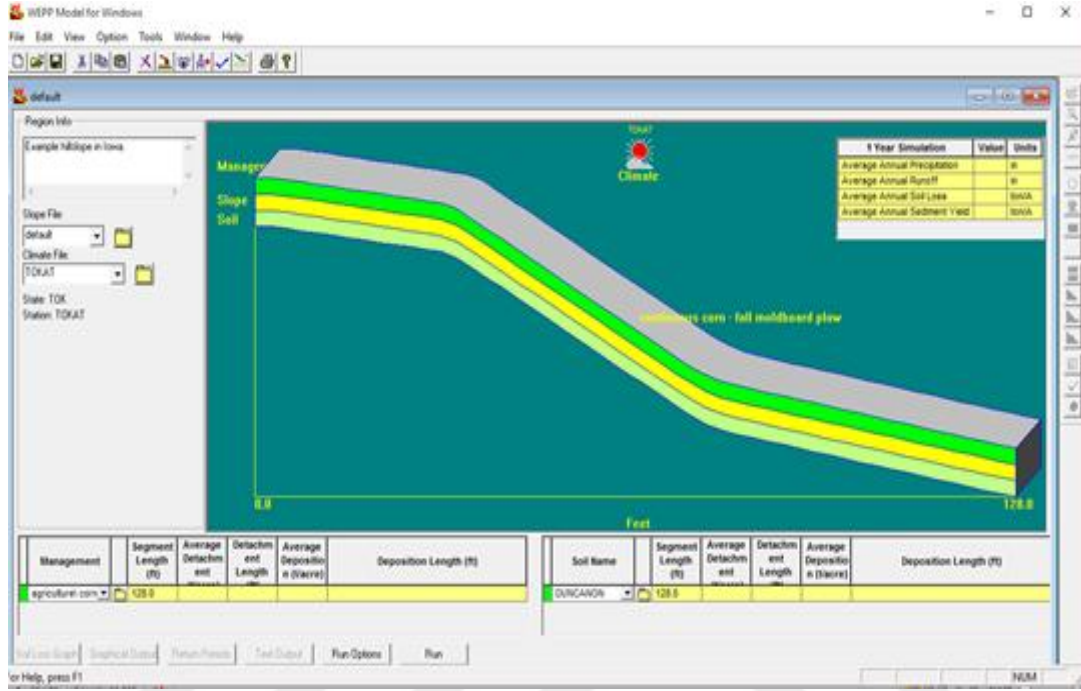 WEPP Model for Windows
File Edit View Option Tools Window Help
default
Region Info
Example hillslope in Iowa.
Slope File
default
Climate File
TOKAT
State: TOK
Station: TOKAT
TOKAT
Climate
Manage
Slope
Soil
corn - fall moldboard plow
1 Year Simulation Value Units
Average Annual Precipitation in
Average Annual Runoff in
Average Annual Soil Loss ton/A
Average Annual Sediment Yield ton/A
0.0
128.0
Feet
Management Segment Length (ft) Average Detachment Detachment Length Average Deposition (t/acre) Deposition Length (ft)
agricultural corn 128.0
Soil Name Segment Length (ft) Average Detachment Detachment Length Average Deposition (t/acre) Deposition Length (ft)
DUNCANON 128.0
Soil Loss Graph Graphical Output Return Periods Text Output Run Options Run
or Help, press F1
NUM